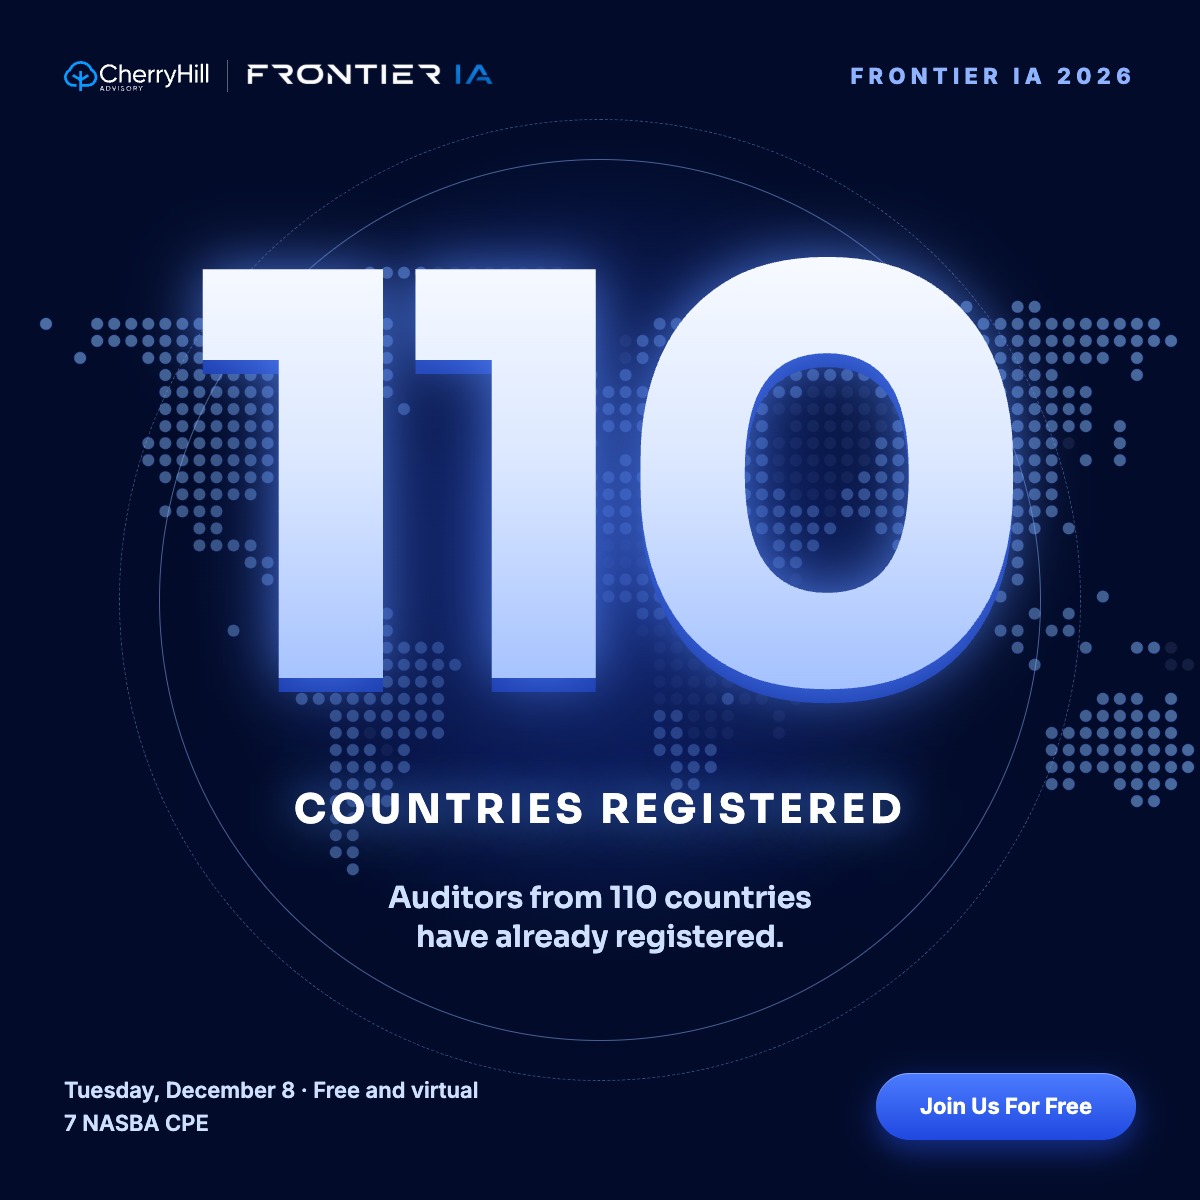 CherryHill
ADVISORY
FRONTIER IA
FRONTIER IA 2026
110
COUNTRIES REGISTERED
Auditors from 110 countries
have already registered.
Tuesday, December 8 · Free and virtual
7 NASBA CPE
Join Us For Free